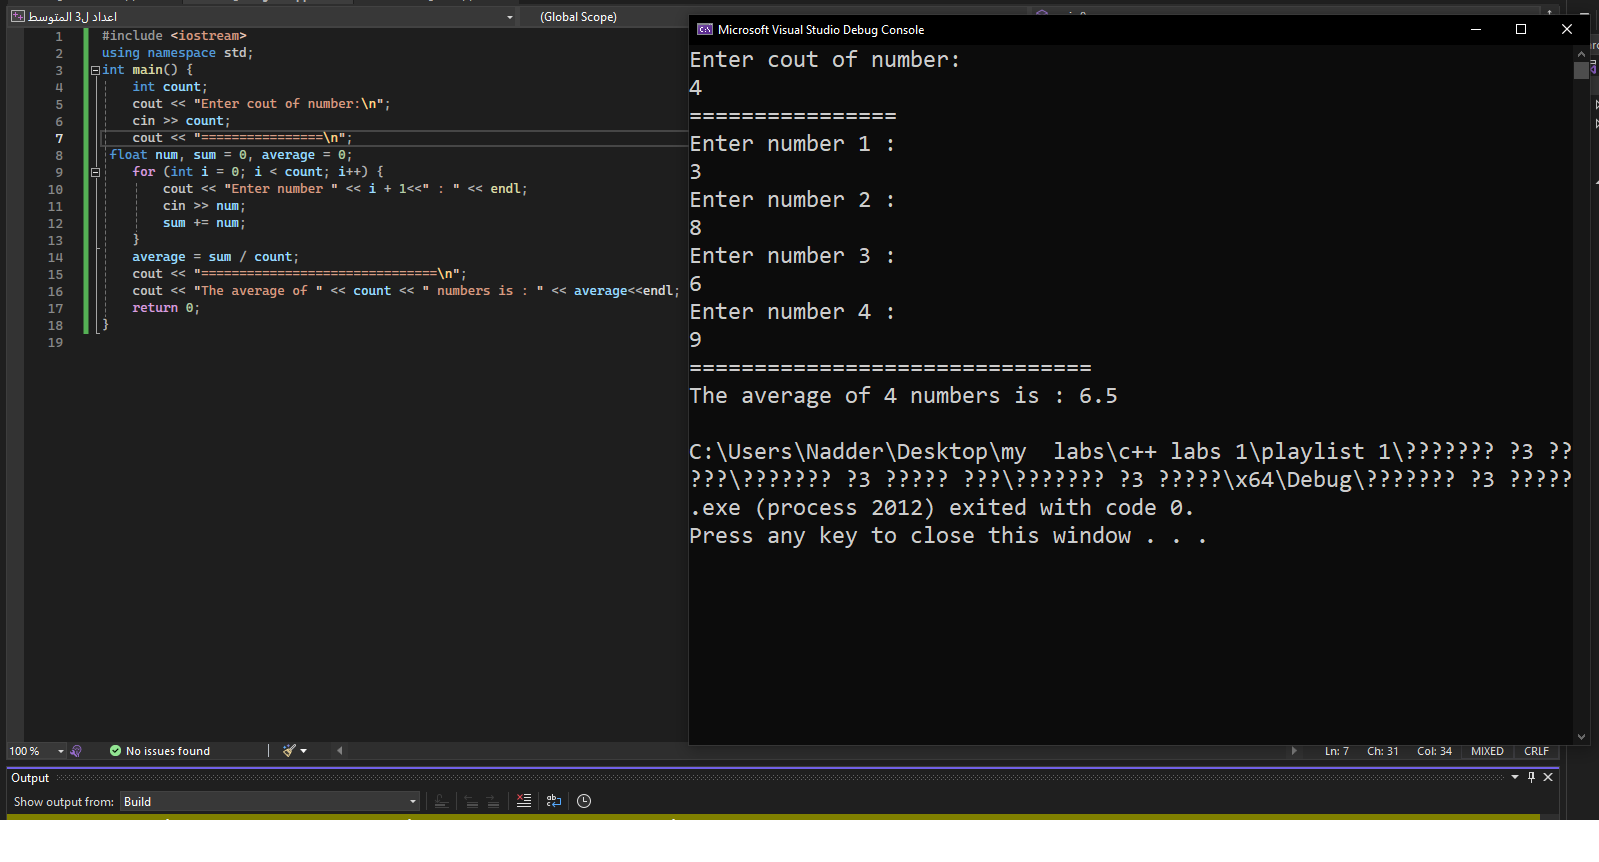 اعداد ل3 المتوسط
(Global Scope)
1 #include <iostream>
2 using namespace std;
3 int main() {
4 int count;
5 cout << "Enter cout of number:\n";
6 cin >> count;
7 cout << "================\n";
8 float num, sum = 0, average = 0;
9 for (int i = 0; i < count; i++) {
10 cout << "Enter number " << i + 1<<" : " << endl;
11 cin >> num;
12 sum += num;
13 }
14 average = sum / count;
15 cout << "===============================\n";
16 cout << "The average of " << count << " numbers is : " << average<<endl;
17 return 0;
18 }
19
Microsoft Visual Studio Debug Console
Enter cout of number:
4
================
Enter number 1 :
3
Enter number 2 :
8
Enter number 3 :
6
Enter number 4 :
9
===============================
The average of 4 numbers is : 6.5
C:\Users\Nadder\Desktop\my  labs\c++ labs 1\playlist 1\??????? ?3 ??
???\??????? ?3 ????? ???\??????? ?3 ?????\x64\Debug\??????? ?3 ?????
.exe (process 2012) exited with code 0.
Press any key to close this window . . .
100 %
No issues found
Ln: 7 Ch: 31 Col: 34 MIXED CRLF
Output
Show output from: Build